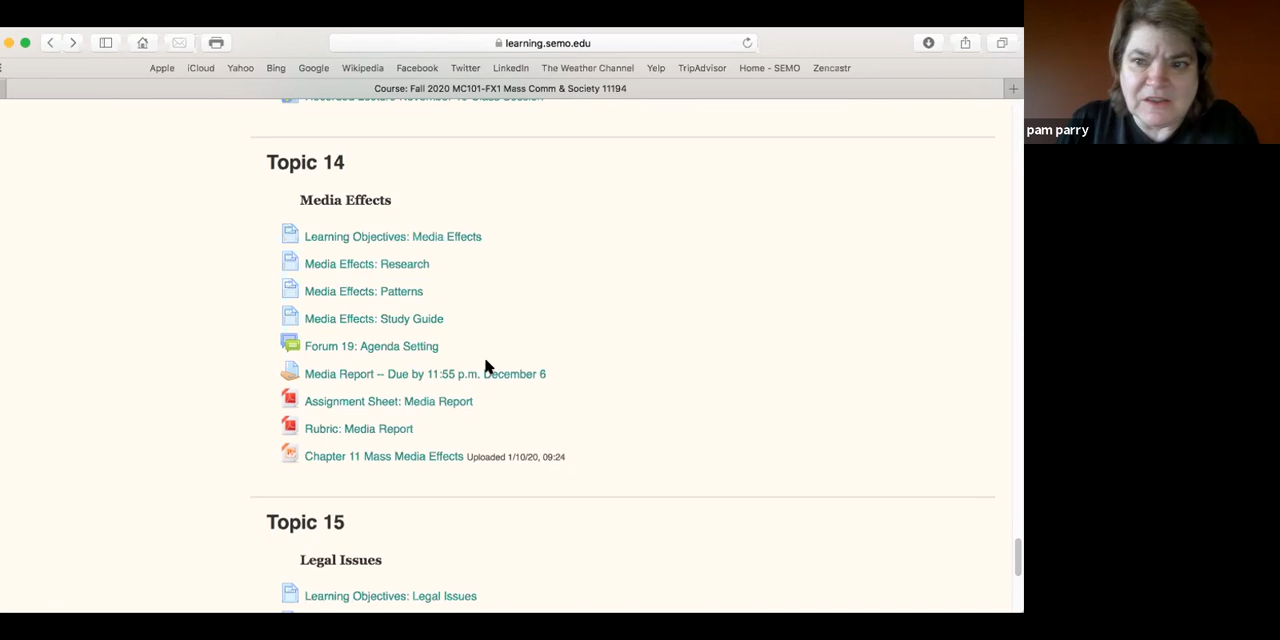 learning.semo.edu
Apple iCloud Yahoo Bing Google Wikipedia Facebook Twitter LinkedIn The Weather Channel Yelp TripAdvisor Home - SEMO Zencastr
Course: Fall 2020 MC101-FX1 Mass Comm & Society 11194
pam parry
Topic 14
Media Effects
Learning Objectives: Media Effects
Media Effects: Research
Media Effects: Patterns
Media Effects: Study Guide
Forum 19: Agenda Setting
Media Report -- Due by 11:55 p.m. December 6
Assignment Sheet: Media Report
Rubric: Media Report
Chapter 11 Mass Media Effects Uploaded 1/10/20, 09:24
Topic 15
Legal Issues
Learning Objectives: Legal Issues